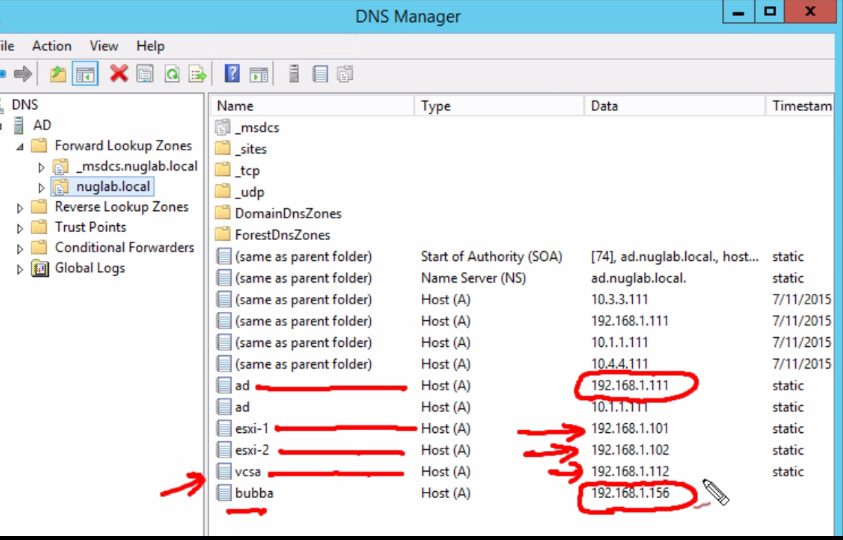 DNS Manager
ile Action View Help
DNS
AD
Forward Lookup Zones
_msdcs.nuglab.local
nuglab.local
Reverse Lookup Zones
Trust Points
Conditional Forwarders
Global Logs
Name Type Data Timestam
_msdcs
_sites
_tcp
_udp
DomainDnsZones
ForestDnsZones
(same as parent folder) Start of Authority (SOA) [74], ad.nuglab.local., host... static
(same as parent folder) Name Server (NS) ad.nuglab.local. static
(same as parent folder) Host (A) 10.3.3.111 7/11/2015
(same as parent folder) Host (A) 192.168.1.111 7/11/2015
(same as parent folder) Host (A) 10.1.1.111 7/11/2015
(same as parent folder) Host (A) 10.4.4.111 7/11/2015
ad Host (A) 192.168.1.111 static
ad Host (A) 10.1.1.111 static
esxi-1 Host (A) 192.168.1.101 static
esxi-2 Host (A) 192.168.1.102 static
vcsa Host (A) 192.168.1.112 static
bubba Host (A) 192.168.1.156